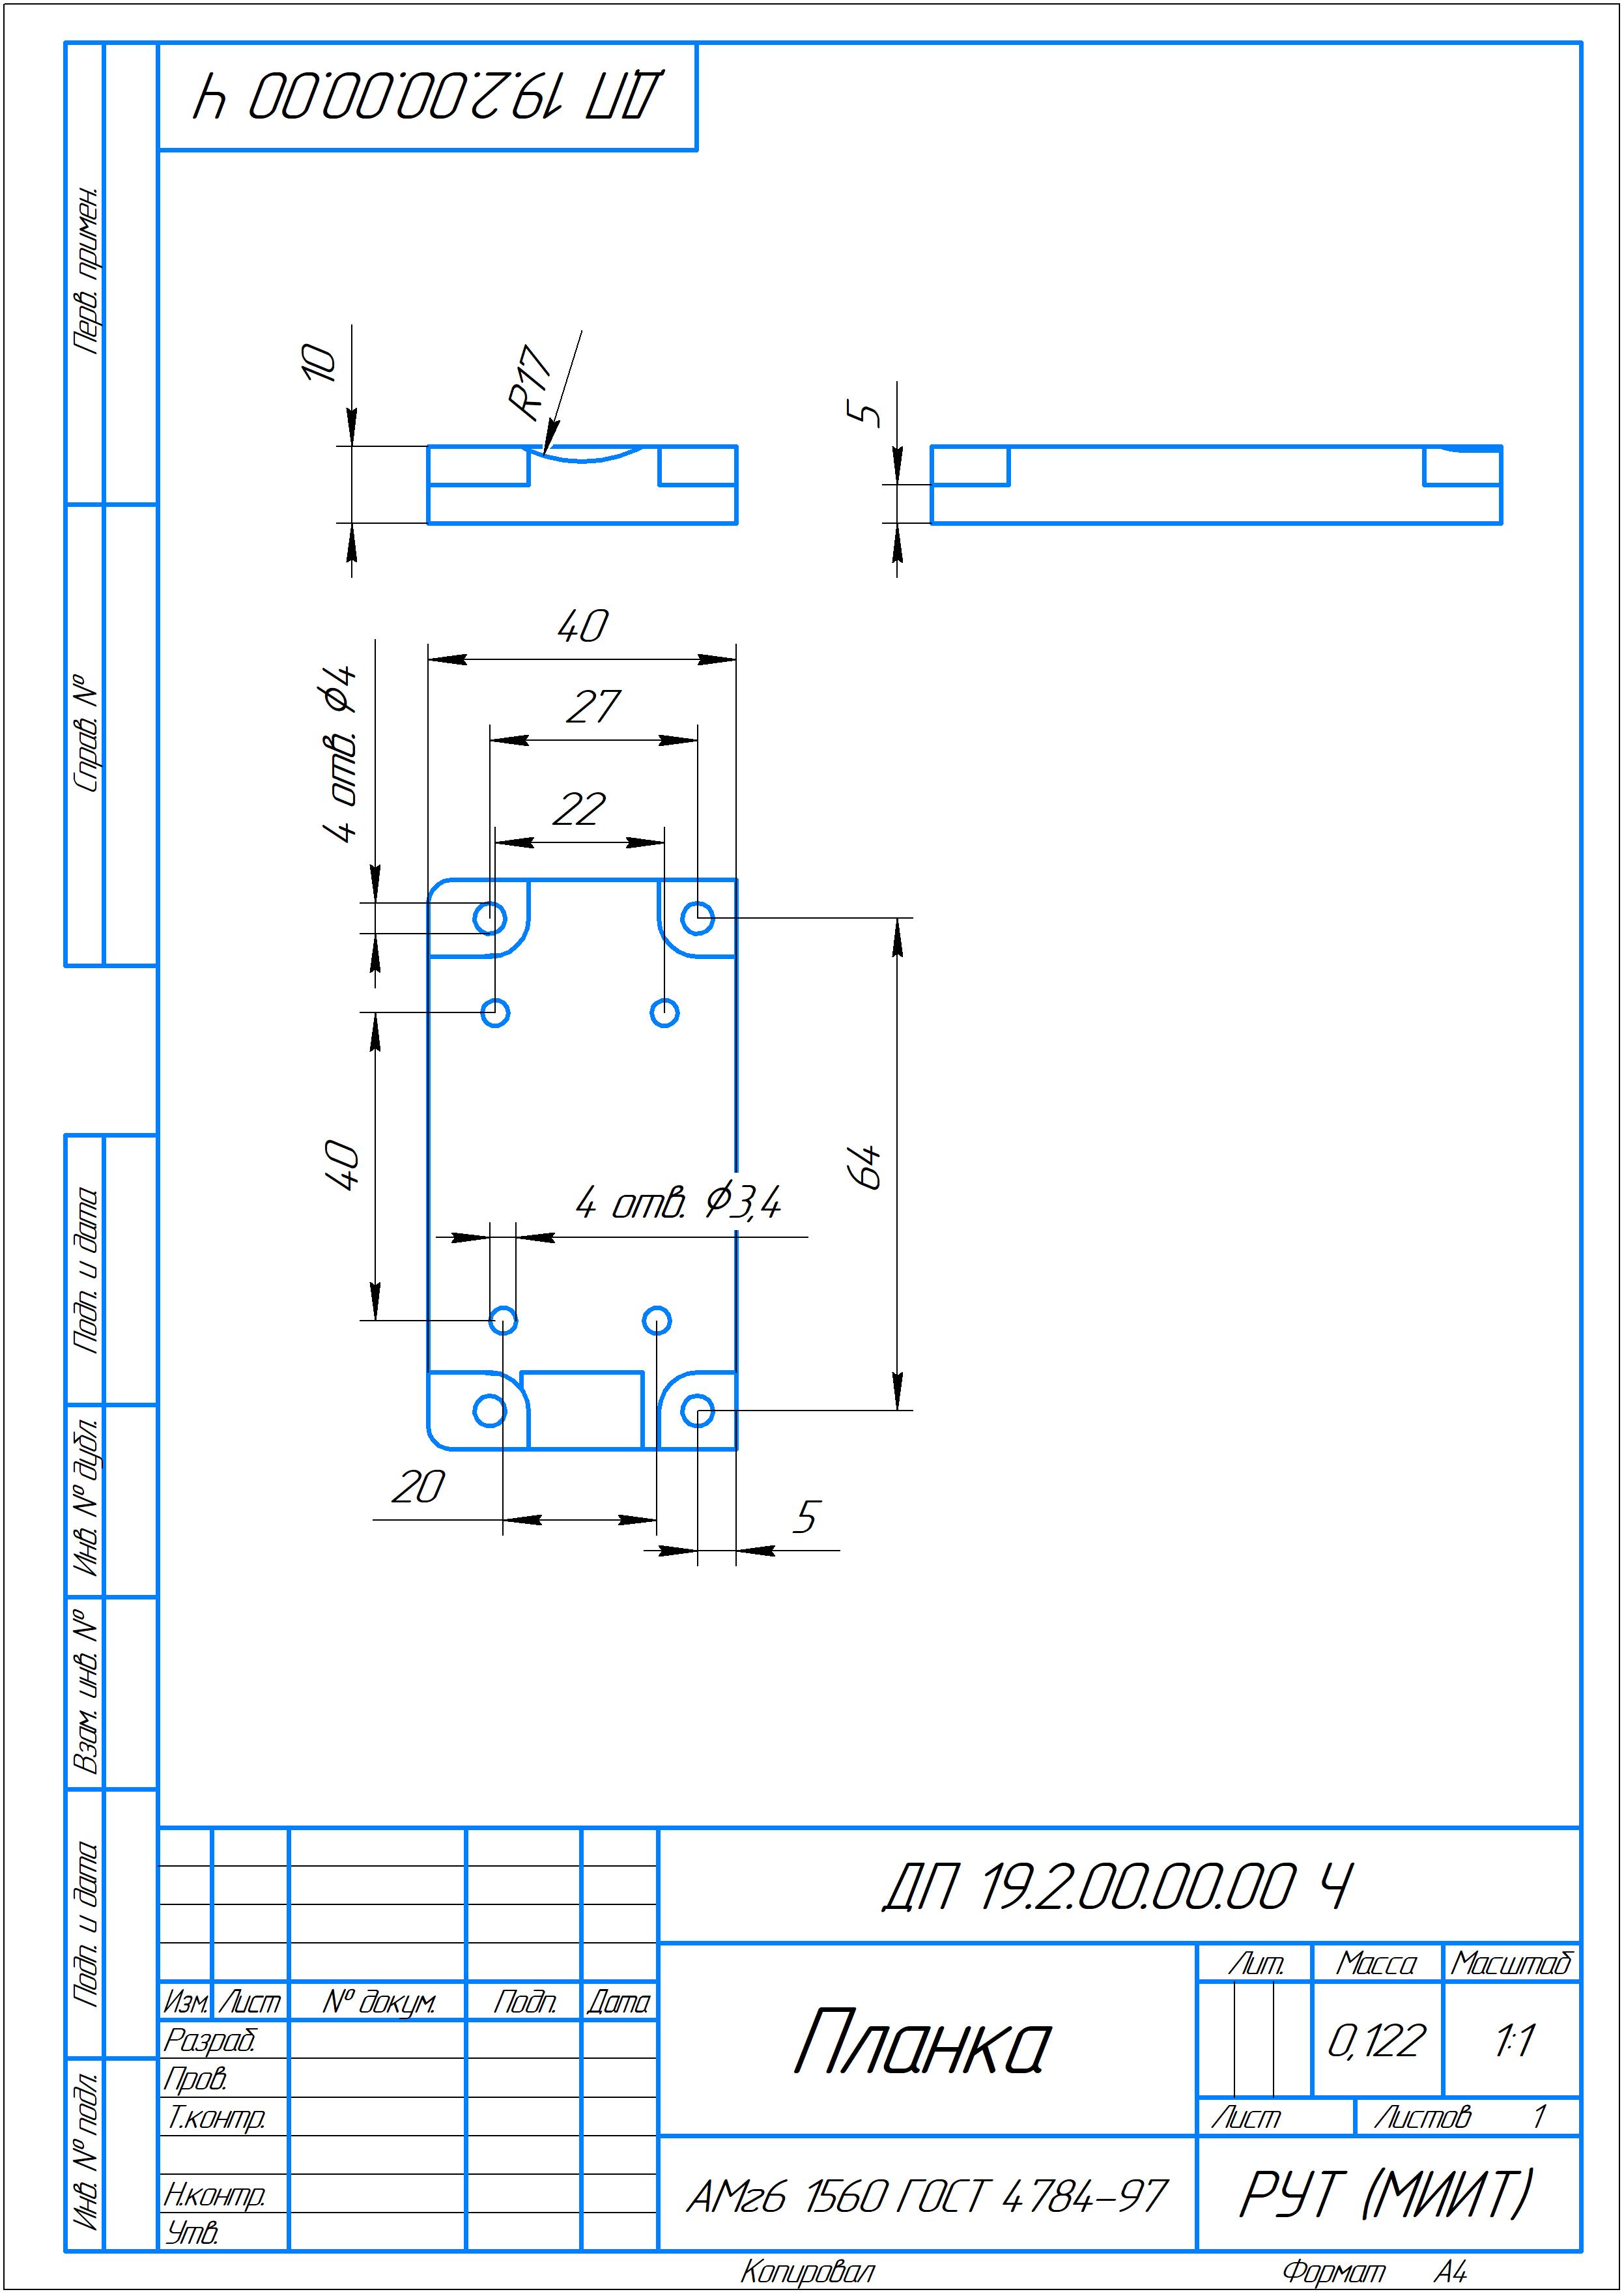 ДП 19.2.00.00.00 Ч
Перв. примен.
Справ. №
Подп. и дата
Инв. № дубл.
Взам. инв. №
Подп. и дата
Инв. № подл.
10
R17
5
40
27
22
4 отв. ϕ4
40
64
4 отв. ϕ3,4
20
5
ДП 19.2.00.00.00 Ч
Изм. Лист № докум. Подп. Дата
Разраб.
Пров.
Т.контр.
Н.контр.
Утв.
Планка
Лит. Масса Масштаб
0,122 1:1
Лист Листов 1
АМг6 1560 ГОСТ 4784-97
РУТ (МИИТ)
Копировал Формат А4